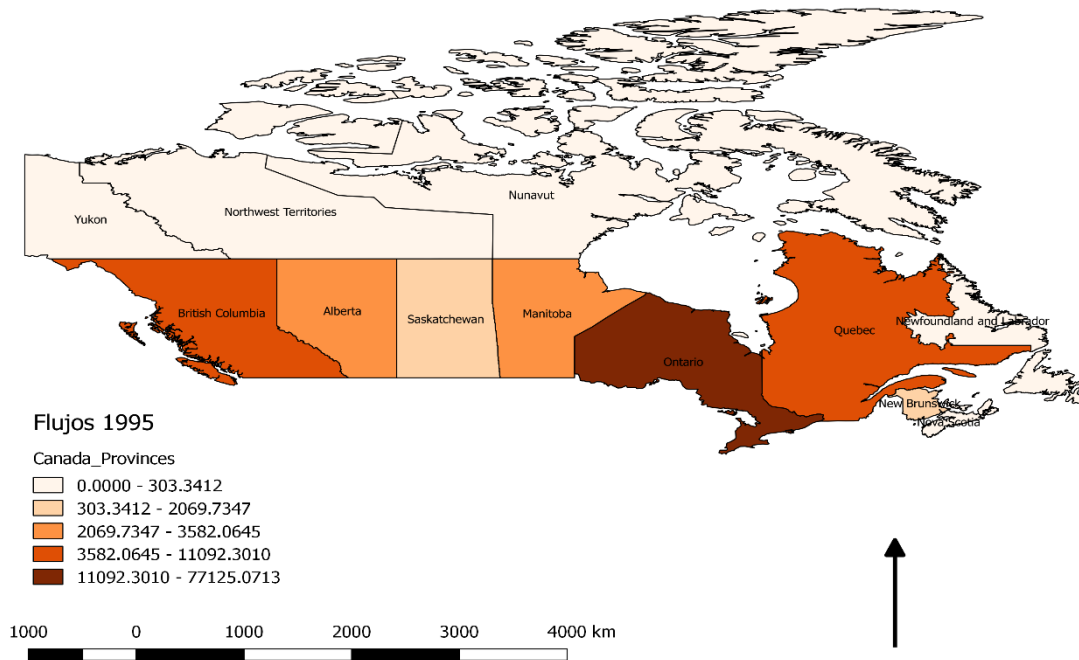 Nunavut
Northwest Territories
Yukon
British Columbia
Alberta
Saskatchewan
Manitoba
Ontario
Quebec
Newfoundland and Labrador
New Brunswick
Nova Scotia
Flujos 1995
Canada_Provinces
0.0000 - 303.3412
303.3412 - 2069.7347
2069.7347 - 3582.0645
3582.0645 - 11092.3010
11092.3010 - 77125.0713
1000 0 1000 2000 3000 4000 km